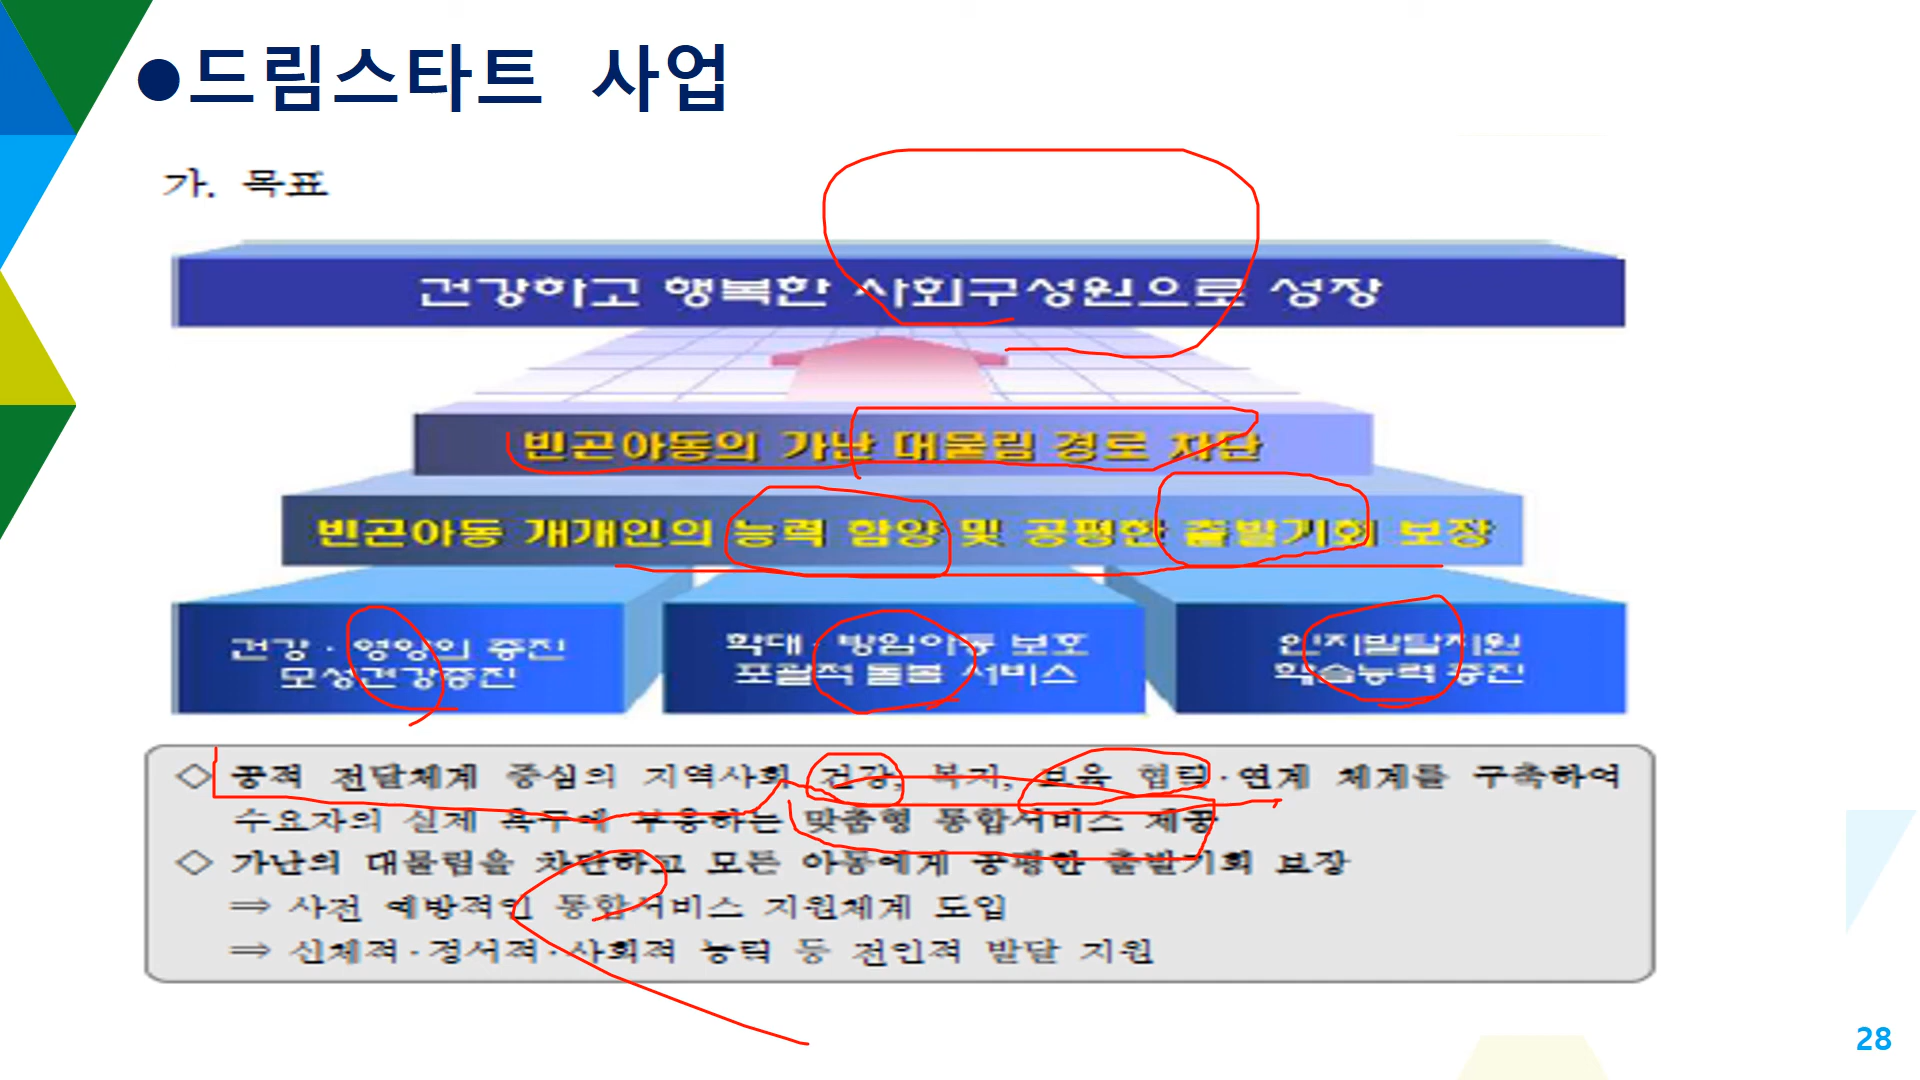 ●드림스타트 사업
가. 목표
건강하고 행복한 사회구성원으로 성장
빈곤아동의 가난 대물림 경로 차단
빈곤아동 개개인의 능력 함양 및 공평한 출발기회 보장
건강·영양의 증진
모성건강증진
학대·방임아동 보호
포괄적 돌봄 서비스
인지발달지원
학습능력 증진
◇ 공적 전달체계 중심의 지역사회 건강, 복지, 보육 협력·연계 체계를 구축하여
수요자의 실제 욕구에 부응하는 맞춤형 통합서비스 제공
◇ 가난의 대물림을 차단하고 모든 아동에게 공평한 출발기회 보장
⇒ 사전 예방적인 통합서비스 지원체계 도입
⇒ 신체적·정서적·사회적 능력 등 전인적 발달 지원
28